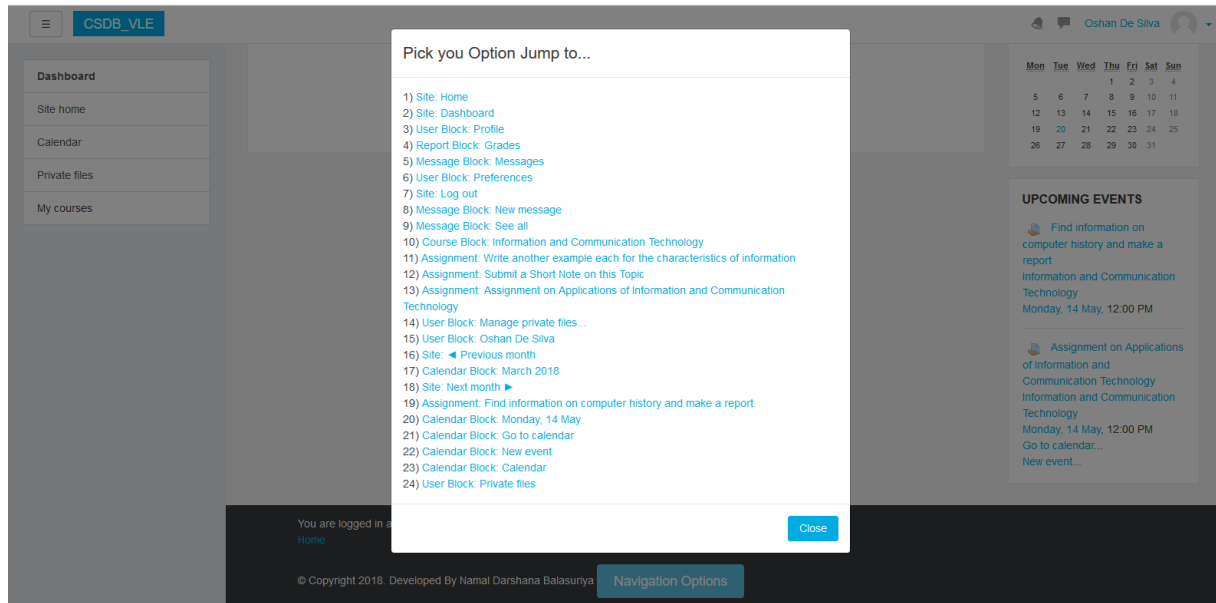 ☰ CSDB_VLE
Oshan De Silva
Dashboard
Site home
Calendar
Private files
My courses
Pick you Option Jump to...
1) Site: Home
2) Site: Dashboard
3) User Block: Profile
4) Report Block: Grades
5) Message Block: Messages
6) User Block: Preferences
7) Site: Log out
8) Message Block: New message
9) Message Block: See all
10) Course Block: Information and Communication Technology
11) Assignment: Write another example each for the characteristics of information
12) Assignment: Submit a Short Note on this Topic
13) Assignment: Assignment on Applications of Information and Communication
Technology
14) User Block: Manage private files...
15) User Block: Oshan De Silva
16) Site: ◄ Previous month
17) Calendar Block: March 2018
18) Site: Next month ►
19) Assignment: Find information on computer history and make a report
20) Calendar Block: Monday, 14 May
21) Calendar Block: Go to calendar
22) Calendar Block: New event
23) Calendar Block: Calendar
24) User Block: Private files
Close
Mon Tue Wed Thu Fri Sat Sun
1 2 3 4
5 6 7 8 9 10 11
12 13 14 15 16 17 18
19 20 21 22 23 24 25
26 27 28 29 30 31
UPCOMING EVENTS
Find information on
computer history and make a
report
Information and Communication
Technology
Monday, 14 May, 12:00 PM
Assignment on Applications
of Information and
Communication Technology
Information and Communication
Technology
Monday, 14 May, 12:00 PM
Go to calendar...
New event...
You are logged in a
Home
© Copyright 2018. Developed By Namal Darshana Balasuriya
Navigation Options